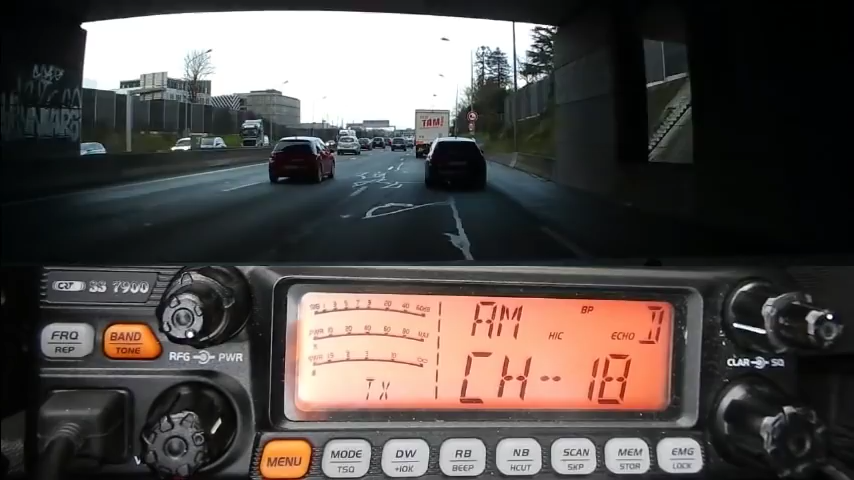 TAM!
CRT SS 7900
FRQ
REP
BAND
TONE
RFG PWR
AM
BP
HIC
ECHO
D
TX
CH-18
CLAR SQ
MENU
MODE
TSQ1
DW
+10K
RB
BEEP
NB
HCUT
SCAN
SKP
MEM
STOR
EMG
LOCK